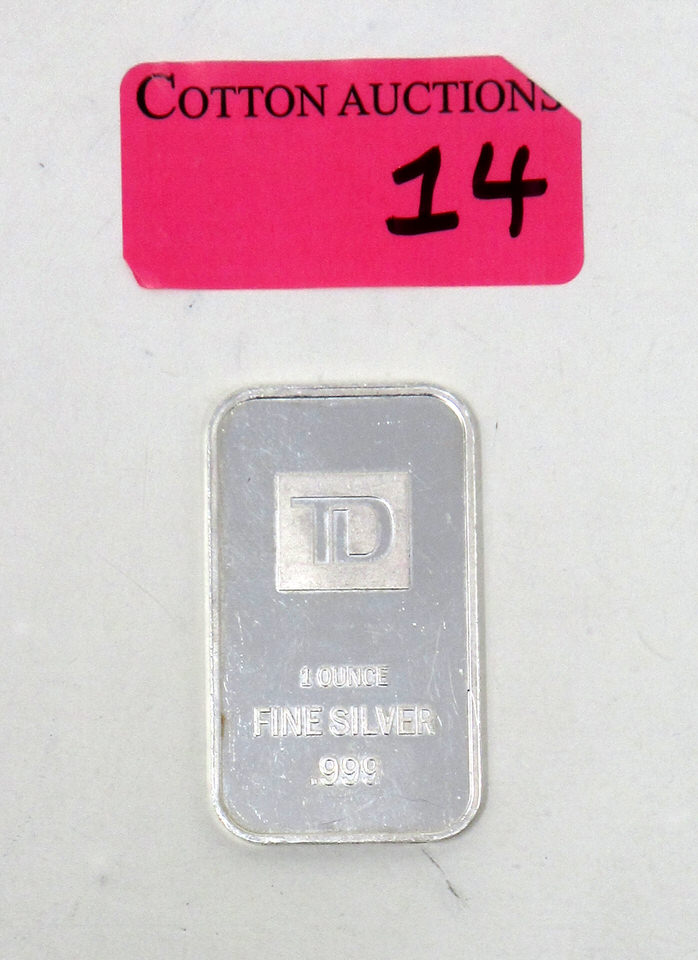 COTTON AUCTIONS
14
TD
1 OUNCE
FINE SILVER
.999